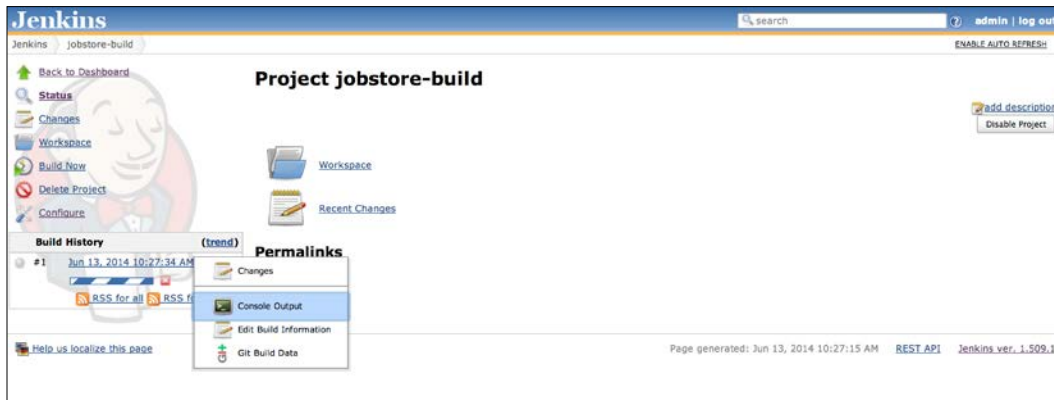 Jenkins
search
admin | log out
Jenkins
jobstore-build
ENABLE AUTO REFRESH
Back to Dashboard
Status
Changes
Workspace
Build Now
Delete Project
Configure
Project jobstore-build
add description
Disable Project
Workspace
Recent Changes
Permalinks
Build History (trend)
#1 Jun 13, 2014 10:27:34 AM
RSS for all RSS f
Changes
Console Output
Edit Build Information
Git Build Data
Help us localize this page
Page generated: Jun 13, 2014 10:27:15 AM REST API Jenkins ver. 1.509.1